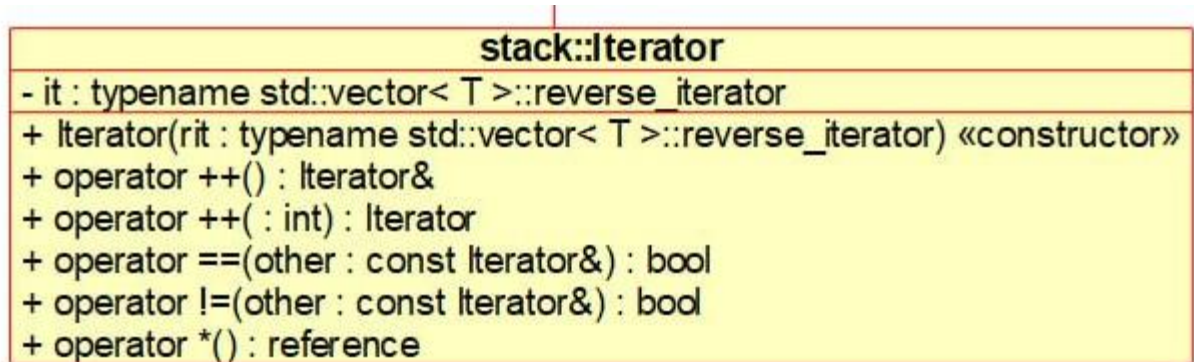 stack::Iterator
- it : typename std::vector< T >::reverse_iterator
+ Iterator(rit : typename std::vector< T >::reverse_iterator) «constructor»
+ operator ++() : Iterator&
+ operator ++( : int) : Iterator
+ operator ==(other : const Iterator&) : bool
+ operator !=(other : const Iterator&) : bool
+ operator *() : reference